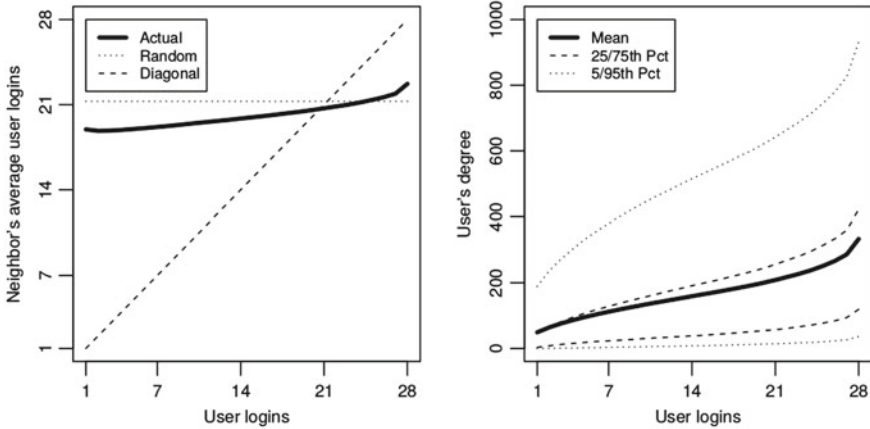 Neighbor's average user logins
28
21
14
7
1
Actual
Random
Diagonal
1 7 14 21 28
User logins
User's degree
1000
800
600
400
200
0
Mean
25/75th Pct
5/95th Pct
1 7 14 21 28
User logins